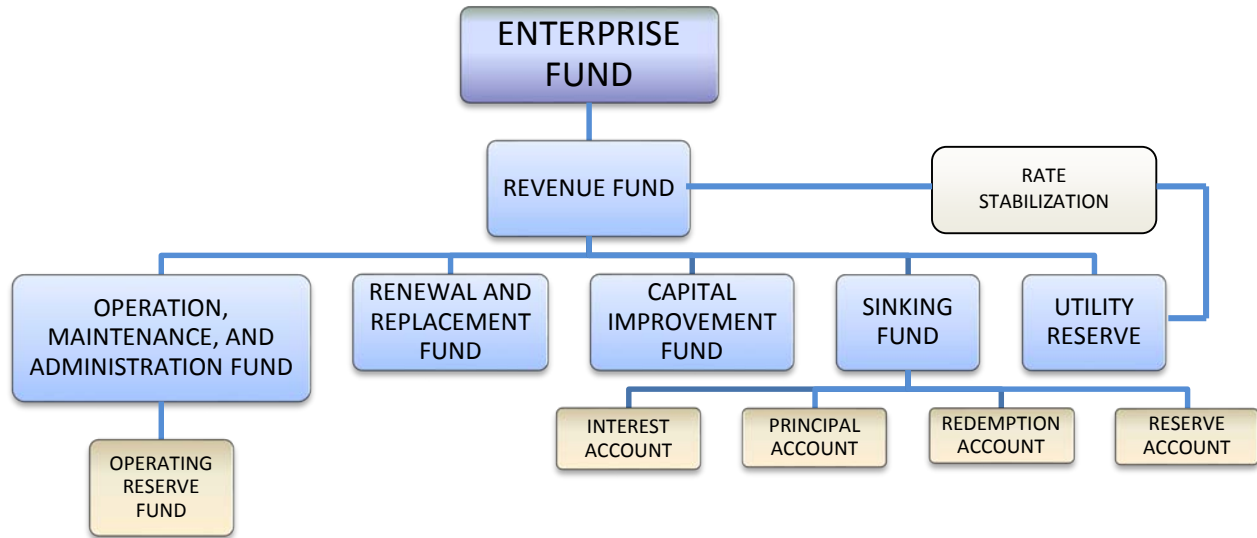 ENTERPRISE
FUND
REVENUE FUND
RATE
STABILIZATION
OPERATION,
MAINTENANCE, AND
ADMINISTRATION FUND
RENEWAL AND
REPLACEMENT
FUND
CAPITAL
IMPROVEMENT
FUND
SINKING
FUND
UTILITY
RESERVE
OPERATING
RESERVE
FUND
INTEREST
ACCOUNT
PRINCIPAL
ACCOUNT
REDEMPTION
ACCOUNT
RESERVE
ACCOUNT